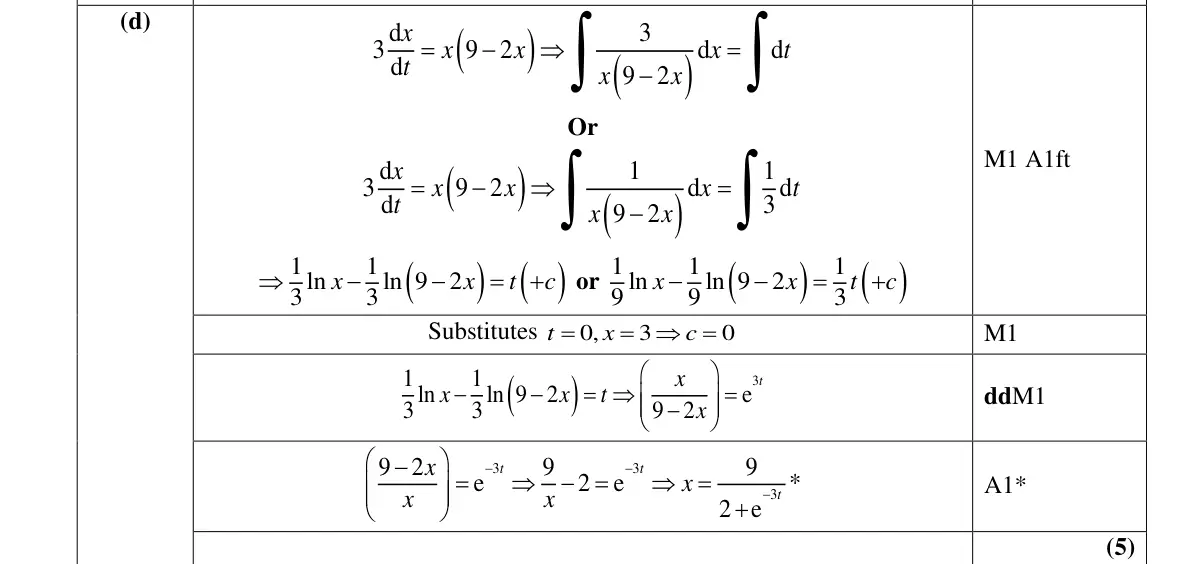 (d)
3 dx/dt = x(9 − 2x) ⇒ ∫ 3/(x(9 − 2x)) dx = ∫ dt
Or
3 dx/dt = x(9 − 2x) ⇒ ∫ 1/(x(9 − 2x)) dx = ∫ 1/3 dt
M1 A1ft
⇒ 1/3 ln x − 1/3 ln(9 − 2x) = t (+c) or 1/9 ln x − 1/9 ln(9 − 2x) = 1/3 t (+c)
Substitutes t = 0, x = 3 ⇒ c = 0 M1
1/3 ln x − 1/3 ln(9 − 2x) = t ⇒ (x/(9 − 2x)) = e^{3t} ddM1
((9 − 2x)/x) = e^{−3t} ⇒ 9/x − 2 = e^{−3t} ⇒ x = 9/(2 + e^{−3t}) * A1*
(5)